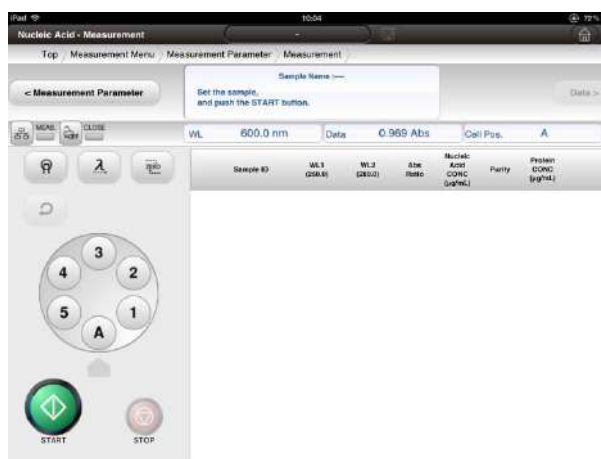 iPad 10:04 72%
Nucleic Acid - Measurement -
Top Measurement Menu Measurement Parameter Measurement
< Measurement Parameter
Sample Name :----
Set the sample,
and push the START button.
Data >
MEAS. CLOSE
WL 600.0 nm Data 0.969 Abs Cell Pos. A
Sample ID
WL1
(260.0)
WL2
(280.0)
Abs
Ratio
Nucleic
Acid
CONC
(µg/mL)
Purity
Protein
CONC
(µg/mL)
λ
3
4 2
5 1
A
START STOP